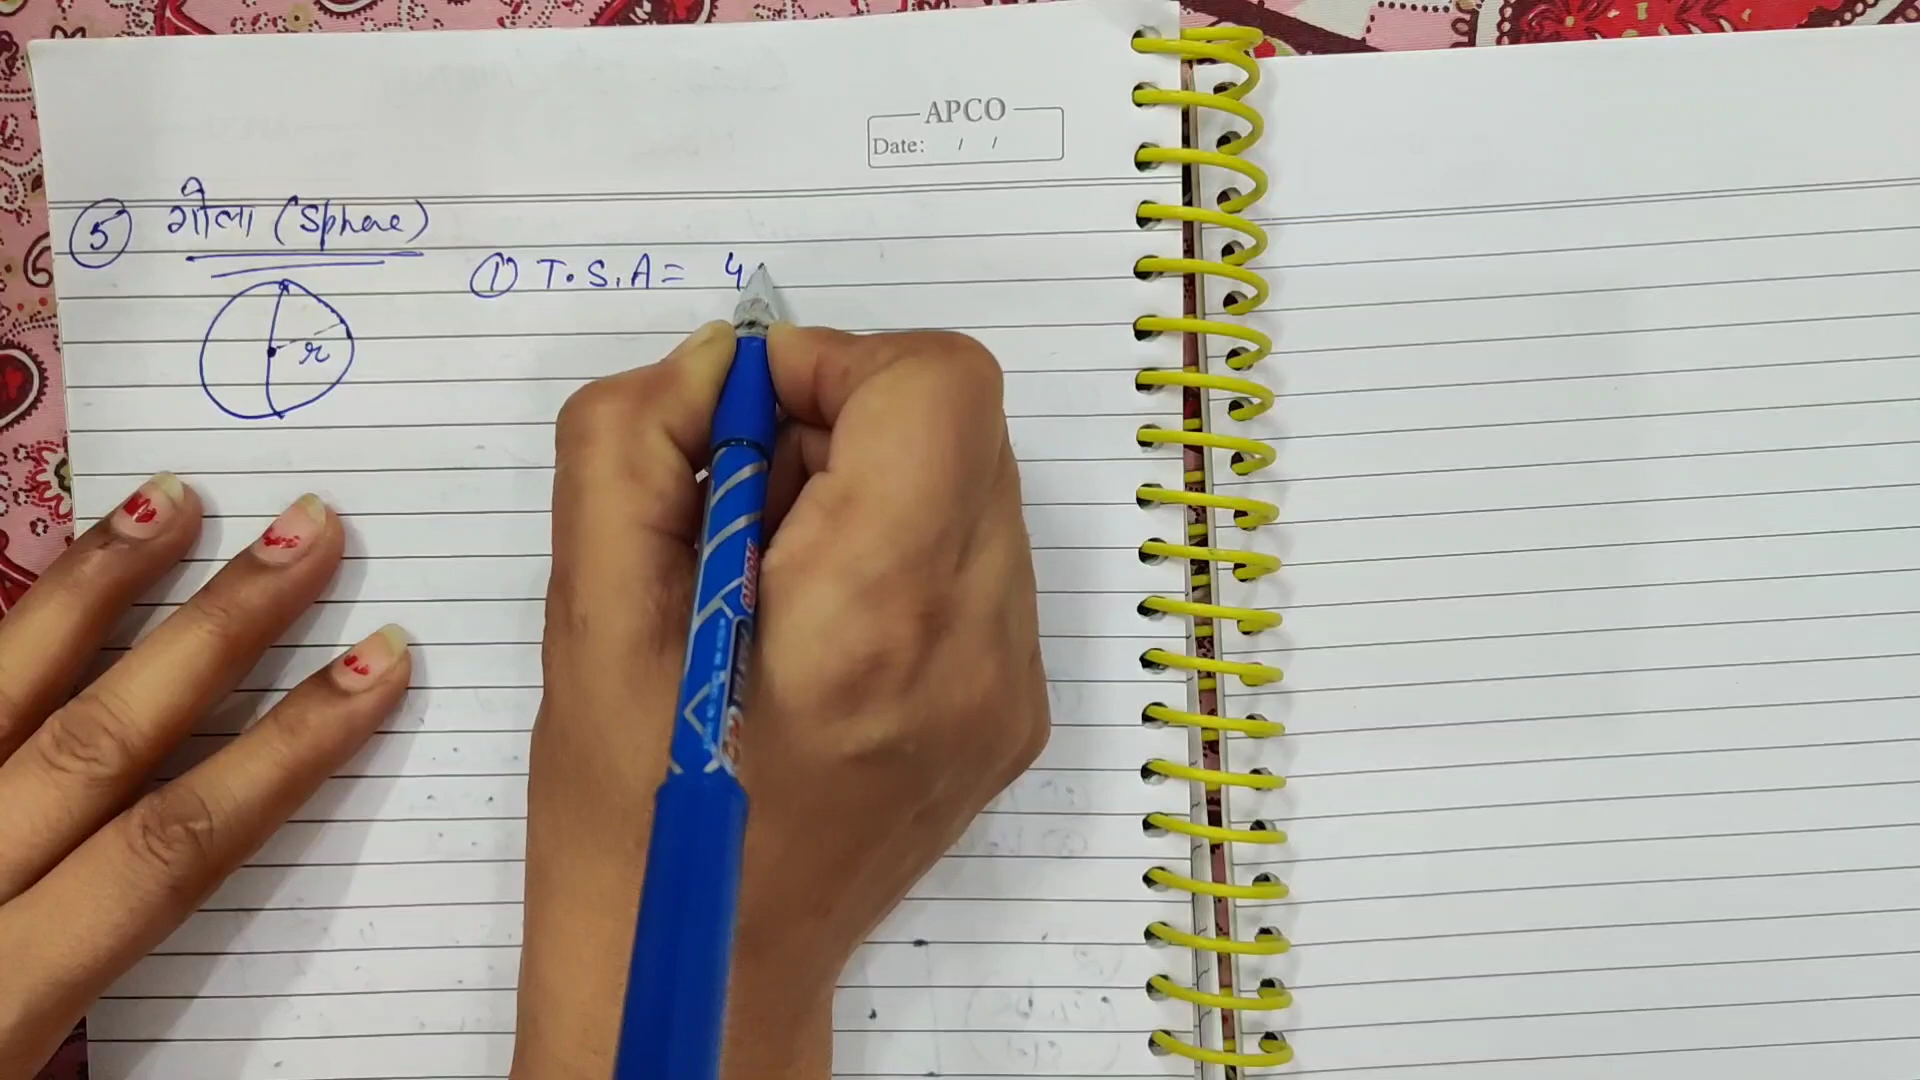 APCO
Date: / /
⑤ गोला (Sphere)
① T.S.A = 4
r